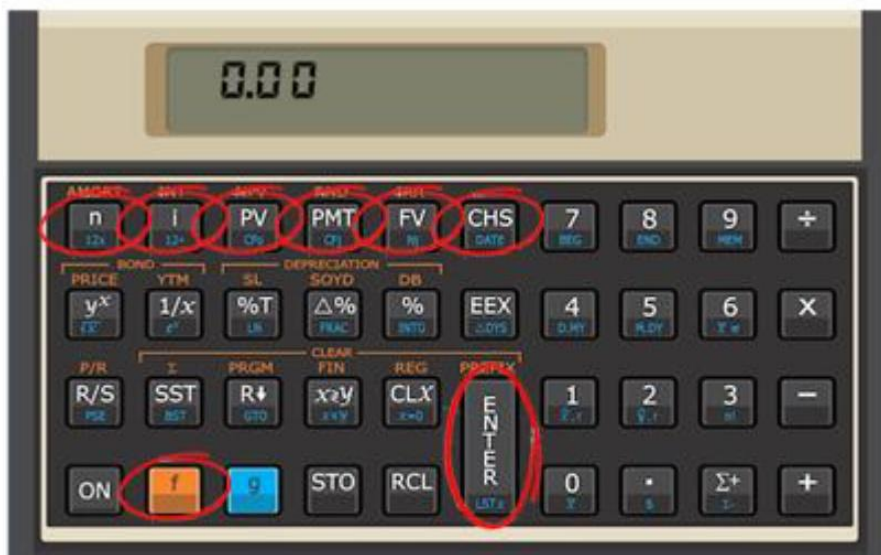 0.00
AMORT INT NPV RND IRR
n i PV PMT FV CHS 7 8 9 ÷
12x 12÷ CFo CFj Nj DATE BEG END MEM
BOND DEPRECIATION
PRICE YTM SL SOYD DB
yˣ 1/x %T △% % EEX 4 5 6 X
√x eˣ LN FRAC INTG △DYS D.MY M.DY
CLEAR
P/R Σ PRGM FIN REG PREFIX
R/S SST R↓ x≷y CLX ENTER 1 2 3 −
PSE BST GTO x≤y x=0 n!
ON f g STO RCL 0 . Σ+ +
LSTx S Σ-